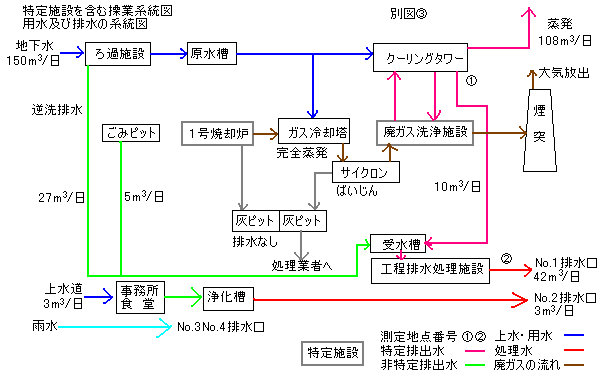 特定施設を含む操業系統図
用水及び排水の系統図
別図③
蒸発
108m³/日
地下水
150m³/日
ろ過施設
原水槽
クーリングタワー
①
大気放出
逆洗排水
ごみピット
1号焼却炉
ガス冷却塔
完全蒸発
廃ガス洗浄施設
煙突
サイクロン
ばいじん
27m³/日
5m³/日
10m³/日
灰ピット
灰ピット
排水なし
処理業者へ
受水槽
工程排水処理施設
②
No.1排水口
42m³/日
上水道
3m³/日
事務所
食堂
浄化槽
No.2排水口
3m³/日
雨水
No.3No.4排水口
特定施設
測定地点番号 ①②
上水・用水
特定排出水
処理水
非特定排出水
廃ガスの流れ